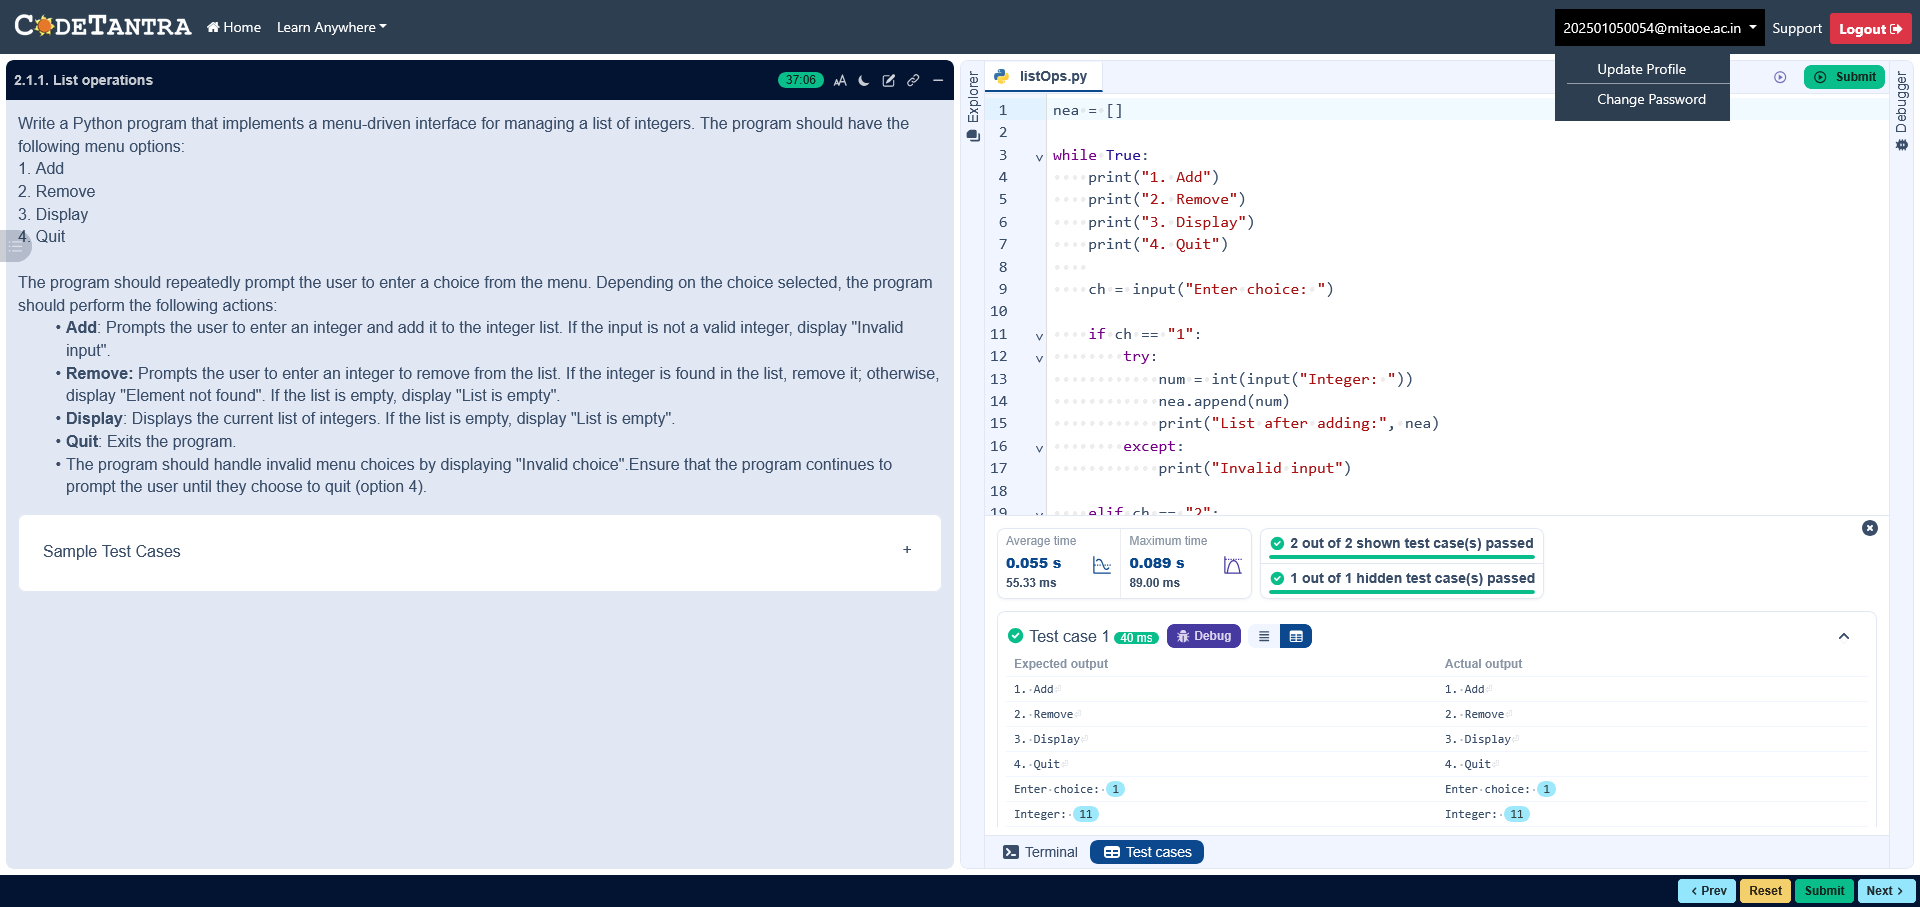 CODETANTRA
Home
Learn Anywhere
202501050054@mitaoe.ac.in
Support
Logout
Update Profile
Change Password
2.1.1. List operations
37:06
Write a Python program that implements a menu-driven interface for managing a list of integers. The program should have the
following menu options:
1. Add
2. Remove
3. Display
4. Quit
The program should repeatedly prompt the user to enter a choice from the menu. Depending on the choice selected, the program
should perform the following actions:
• Add: Prompts the user to enter an integer and add it to the integer list. If the input is not a valid integer, display "Invalid
input".
• Remove: Prompts the user to enter an integer to remove from the list. If the integer is found in the list, remove it; otherwise,
display "Element not found". If the list is empty, display "List is empty".
• Display: Displays the current list of integers. If the list is empty, display "List is empty".
• Quit: Exits the program.
• The program should handle invalid menu choices by displaying "Invalid choice".Ensure that the program continues to
prompt the user until they choose to quit (option 4).
Sample Test Cases
+
Explorer
listOps.py
Submit
Debugger
1 nea = []
2
3 while True:
4     print("1. Add")
5     print("2. Remove")
6     print("3. Display")
7     print("4. Quit")
8
9     ch = input("Enter choice: ")
10
11     if ch == "1":
12         try:
13             num = int(input("Integer: "))
14             nea.append(num)
15             print("List after adding:", nea)
16         except:
17             print("Invalid input")
18
19     elif ch == "2":
Average time
0.055 s
55.33 ms
Maximum time
0.089 s
89.00 ms
2 out of 2 shown test case(s) passed
1 out of 1 hidden test case(s) passed
Test case 1
40 ms
Debug
Expected output
Actual output
1. Add
1. Add
2. Remove
2. Remove
3. Display
3. Display
4. Quit
4. Quit
Enter choice: 1
Enter choice: 1
Integer: 11
Integer: 11
Terminal
Test cases
Prev
Reset
Submit
Next